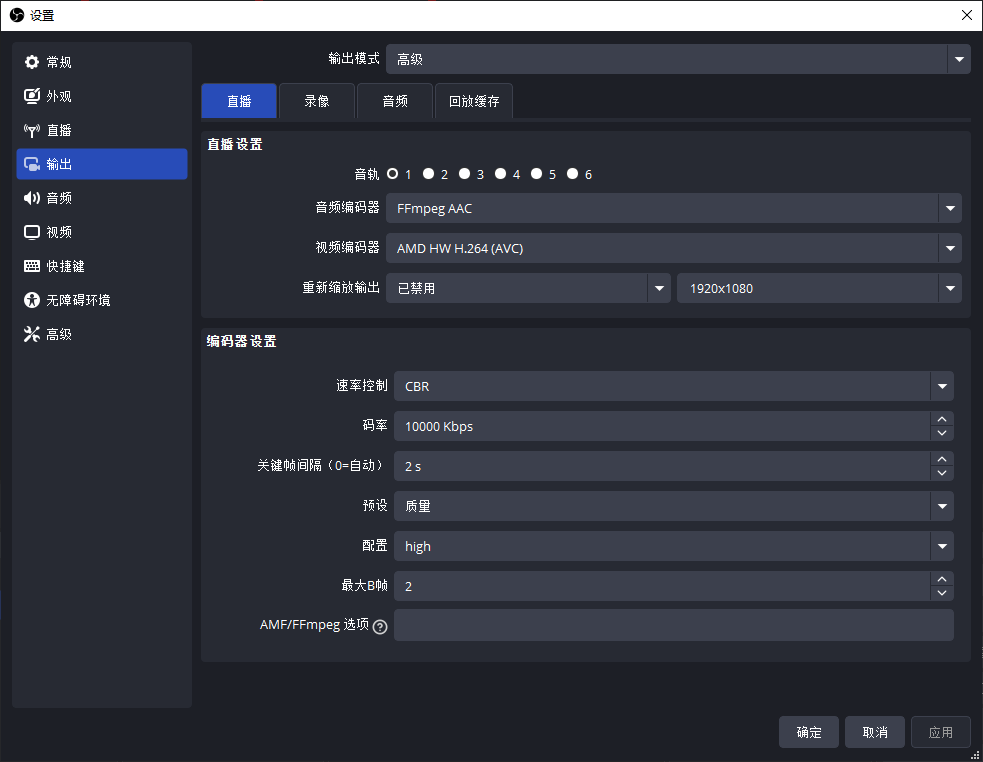 设置
常规
外观
直播
输出
音频
视频
快捷键
无障碍环境
高级
输出模式 高级
直播 录像 音频 回放缓存
直播设置
音轨 1 2 3 4 5 6
音频编码器 FFmpeg AAC
视频编码器 AMD HW H.264 (AVC)
重新缩放输出 已禁用 1920x1080
编码器设置
速率控制 CBR
码率 10000 Kbps
关键帧间隔（0=自动） 2 s
预设 质量
配置 high
最大B帧 2
AMF/FFmpeg 选项 ?
确定 取消 应用